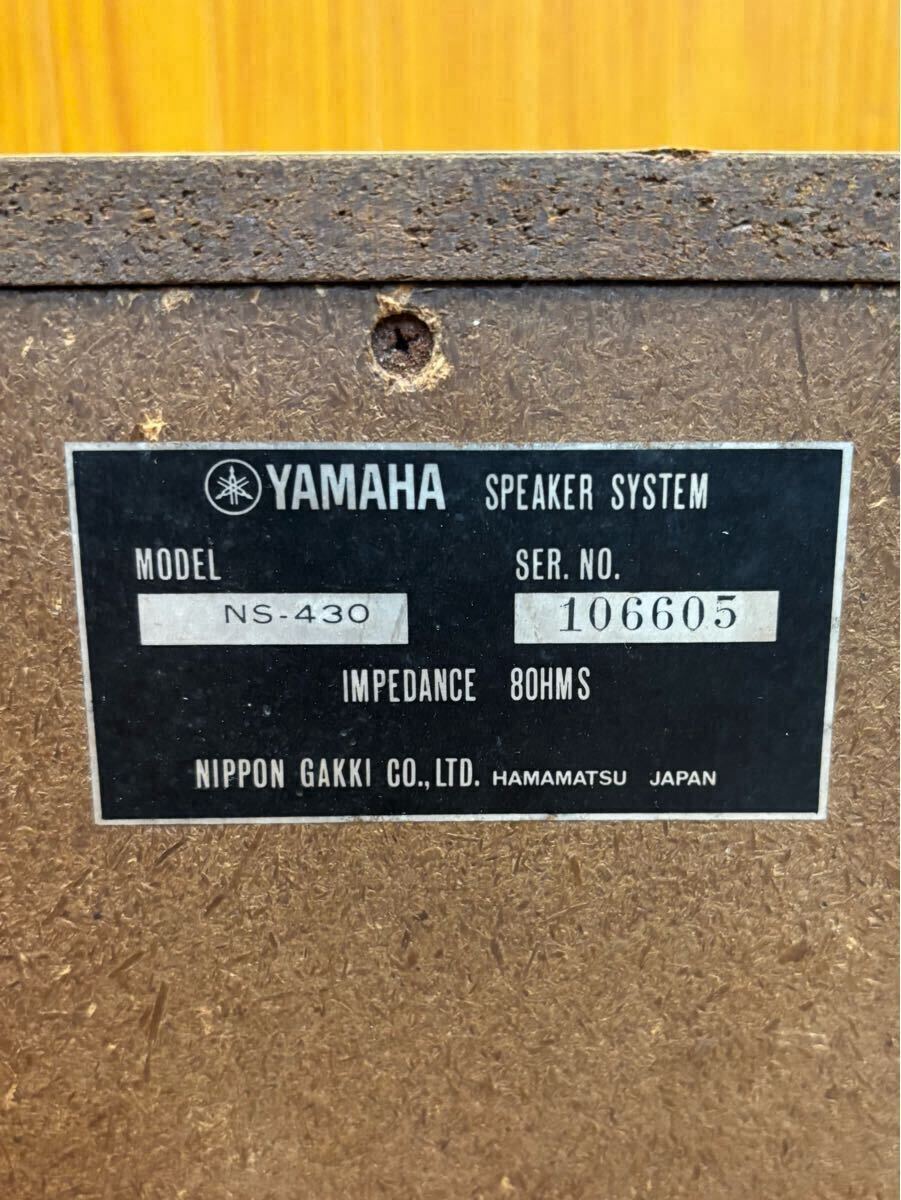 YAMAHA SPEAKER SYSTEM
MODEL SER. NO.
NS-430 106605
IMPEDANCE 8OHMS
NIPPON GAKKI CO., LTD. HAMAMATSU JAPAN